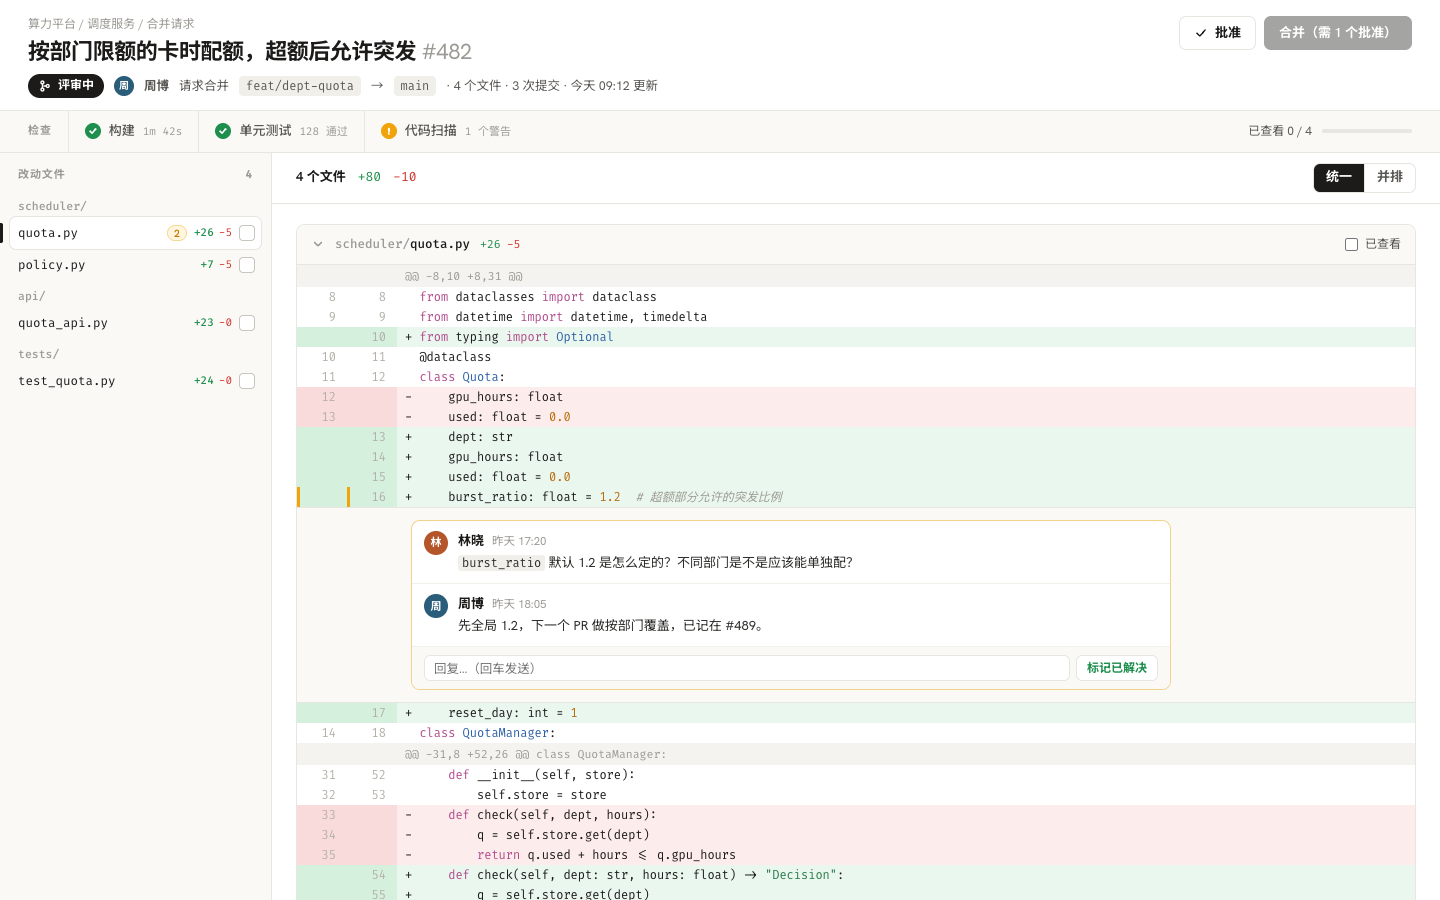 算力平台 / 调度服务 / 合并请求
按部门限额的卡时配额，超额后允许突发 #482
批准
合并（需 1 个批准）
评审中 周 周博 请求合并 feat/dept-quota → main · 4 个文件 · 3 次提交 · 今天 09:12 更新
检查 构建 1m 42s 单元测试 128 通过 代码扫描 1 个警告 已查看 0 / 4
改动文件 4
scheduler/
quota.py 2 +26 -5
policy.py +7 -5
api/
quota_api.py +23 -0
tests/
test_quota.py +24 -0
4 个文件 +80 -10 统一 并排
scheduler/quota.py +26 -5 已查看
@@ -8,10 +8,31 @@
8 8 from dataclasses import dataclass
9 9 from datetime import datetime, timedelta
10 + from typing import Optional
10 11 @dataclass
11 12 class Quota:
12 - gpu_hours: float
13 - used: float = 0.0
13 + dept: str
14 + gpu_hours: float
15 + used: float = 0.0
16 + burst_ratio: float = 1.2 # 超额部分允许的突发比例
林 林晓 昨天 17:20
burst_ratio 默认 1.2 是怎么定的？不同部门是不是应该能单独配？
周 周博 昨天 18:05
先全局 1.2，下一个 PR 做按部门覆盖，已记在 #489。
回复…（回车发送） 标记已解决
17 + reset_day: int = 1
14 18 class QuotaManager:
@@ -31,8 +52,26 @@ class QuotaManager:
31 52 def __init__(self, store):
32 53 self.store = store
33 - def check(self, dept, hours):
34 - q = self.store.get(dept)
35 - return q.used + hours <= q.gpu_hours
54 + def check(self, dept: str, hours: float) -> "Decision":
55 + q = self.store.get(dept)